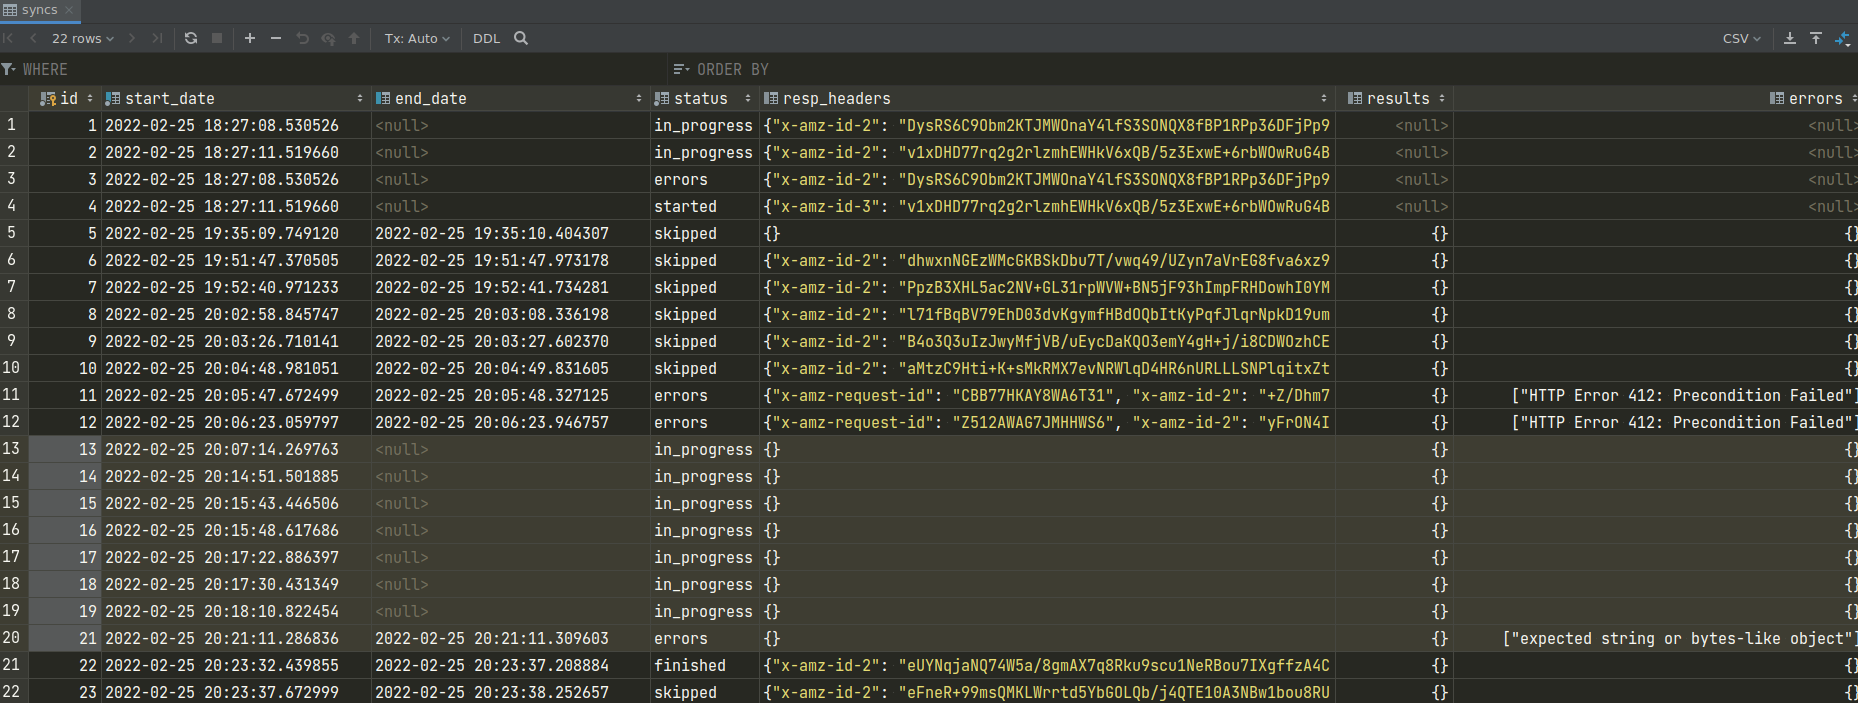 syncs
22 rows Tx: Auto DDL CSV
WHERE ORDER BY
id start_date end_date status resp_headers results errors
1 1 2022-02-25 18:27:08.530526 <null> in_progress {"x-amz-id-2": "DysRS6C9Obm2KTJMWOnaY4lfS3SONQX8fBP1RPp36DFjPp9 <null> <null>
2 2 2022-02-25 18:27:11.519660 <null> in_progress {"x-amz-id-2": "v1xDHD77rq2g2rlzmhEWHkV6xQB/5z3ExwE+6rbWOwRuG4B <null> <null>
3 3 2022-02-25 18:27:08.530526 <null> errors {"x-amz-id-2": "DysRS6C9Obm2KTJMWOnaY4lfS3SONQX8fBP1RPp36DFjPp9 <null> <null>
4 4 2022-02-25 18:27:11.519660 <null> started {"x-amz-id-3": "v1xDHD77rq2g2rlzmhEWHkV6xQB/5z3ExwE+6rbWOwRuG4B <null> <null>
5 5 2022-02-25 19:35:09.749120 2022-02-25 19:35:10.404307 skipped {} {} {}
6 6 2022-02-25 19:51:47.370505 2022-02-25 19:51:47.973178 skipped {"x-amz-id-2": "dhwxnNGEzWMcGKBSkDbu7T/vwq49/UZyn7aVrEG8fva6xz9 {} {}
7 7 2022-02-25 19:52:40.971233 2022-02-25 19:52:41.734281 skipped {"x-amz-id-2": "PpzB3XHL5ac2NV+GL31rpWVW+BN5jF93hImpFRHDowhI0YM {} {}
8 8 2022-02-25 20:02:58.845747 2022-02-25 20:03:08.336198 skipped {"x-amz-id-2": "l71fBqBV79EhD03dvKgymfHBdOQbItKyPqfJlqrNpkD19um {} {}
9 9 2022-02-25 20:03:26.710141 2022-02-25 20:03:27.602370 skipped {"x-amz-id-2": "B4o3Q3uIzJwyMfjVB/uEycDaKQO3emY4gH+j/i8CDWOzhCE {} {}
10 10 2022-02-25 20:04:48.981051 2022-02-25 20:04:49.831605 skipped {"x-amz-id-2": "aMtzC9Hti+K+sMkRMX7evNRWlqD4HR6nURLLLSNPlqitxZt {} {}
11 11 2022-02-25 20:05:47.672499 2022-02-25 20:05:48.327125 errors {"x-amz-request-id": "CBB77HKAY8WA6T31", "x-amz-id-2": "+Z/Dhm7 {} ["HTTP Error 412: Precondition Failed"]
12 12 2022-02-25 20:06:23.059797 2022-02-25 20:06:23.946757 errors {"x-amz-request-id": "Z512AWAG7JMHHWS6", "x-amz-id-2": "yFrON4I {} ["HTTP Error 412: Precondition Failed"]
13 13 2022-02-25 20:07:14.269763 <null> in_progress {} {} {}
14 14 2022-02-25 20:14:51.501885 <null> in_progress {} {} {}
15 15 2022-02-25 20:15:43.446506 <null> in_progress {} {} {}
16 16 2022-02-25 20:15:48.617686 <null> in_progress {} {} {}
17 17 2022-02-25 20:17:22.886397 <null> in_progress {} {} {}
18 18 2022-02-25 20:17:30.431349 <null> in_progress {} {} {}
19 19 2022-02-25 20:18:10.822454 <null> in_progress {} {} {}
20 21 2022-02-25 20:21:11.286836 2022-02-25 20:21:11.309603 errors {} {} ["expected string or bytes-like object"]
21 22 2022-02-25 20:23:32.439855 2022-02-25 20:23:37.208884 finished {"x-amz-id-2": "eUYNqjaNQ74W5a/8gmAX7q8Rku9scu1NeRBou7IXgffzA4C {} {}
22 23 2022-02-25 20:23:37.672999 2022-02-25 20:23:38.252657 skipped {"x-amz-id-2": "eFneR+99msQMKLWrrtd5YbGOLQb/j4QTE10A3NBw1bou8RU {} {}